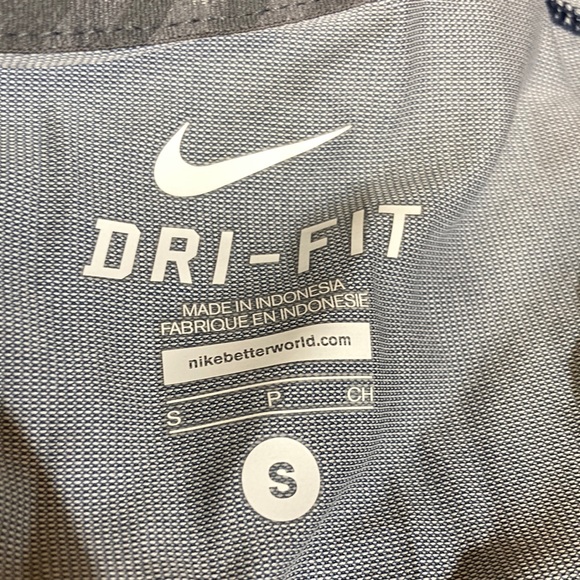 DRI-FIT
MADE IN INDONESIA
FABRIQUE EN INDONESIE
nikebetterworld.com
S P CH
S